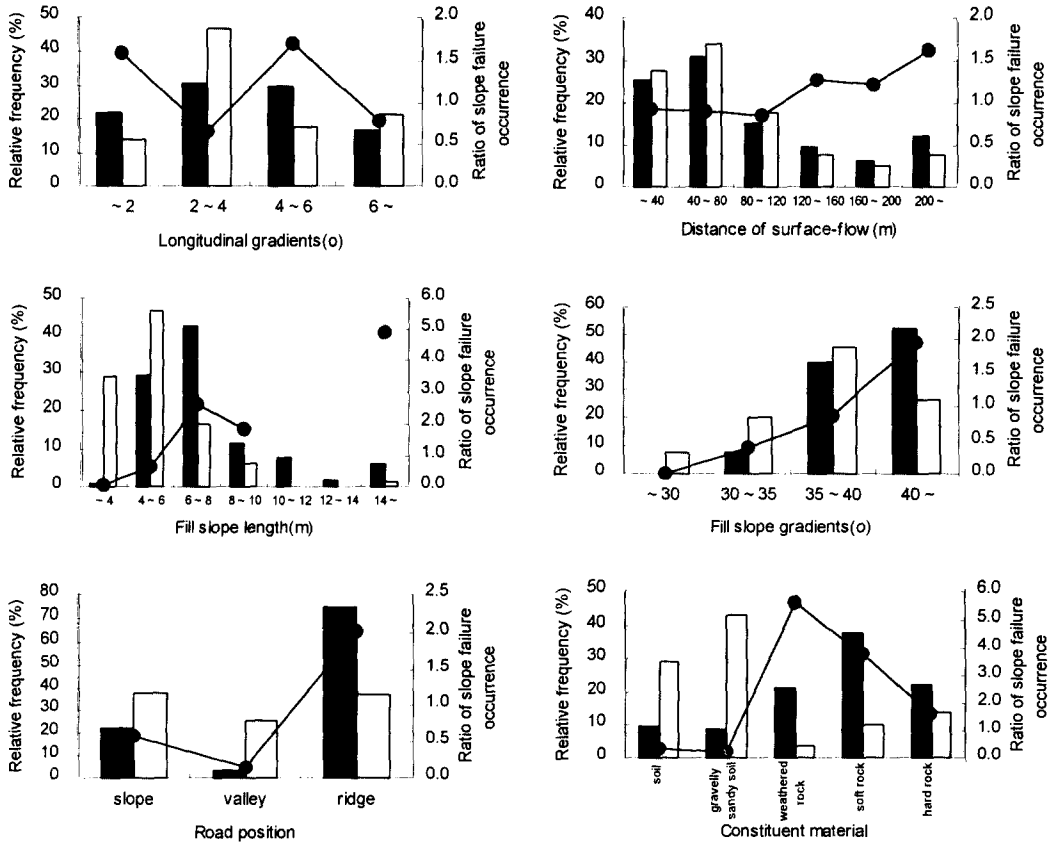 Relative frequency (%)
50
40
30
20
10
0
~ 2
2 ~ 4
4 ~ 6
6 ~
Longitudinal gradients(o)
2.0
1.5
1.0
0.5
0.0
Ratio of slope failure
occurrence
Relative frequency (%)
40
30
20
10
0
~ 40
40 ~ 80
80 ~ 120
120 ~ 160
160 ~ 200
200 ~
Distance of surface-flow (m)
2.0
1.5
1.0
0.5
0.0
Ratio of slope failure
occurrence
Relative frequency (%)
50
40
30
20
10
0
~ 4
4 ~ 6
6 ~ 8
8 ~ 10
10 ~ 12
12 ~ 14
14 ~
Fill slope length(m)
6.0
5.0
4.0
3.0
2.0
1.0
0.0
Ratio of slope failure
occurrence
Relative frequency (%)
60
50
40
30
20
10
0
~ 30
30 ~ 35
35 ~ 40
40 ~
Fill slope gradients(o)
2.5
2.0
1.5
1.0
0.5
0.0
Ratio of slope failure
occurrence
Relative frequency (%)
80
70
60
50
40
30
20
10
0
slope
valley
ridge
Road position
2.5
2.0
1.5
1.0
0.5
0.0
Ratio of slope failure
occurrence
Relative frequency (%)
50
40
30
20
10
0
soil
gravelly
sandy soil
weathered
rock
soft rock
hard rock
Constituent material
6.0
5.0
4.0
3.0
2.0
1.0
0.0
Ratio of slope failure
occurrence